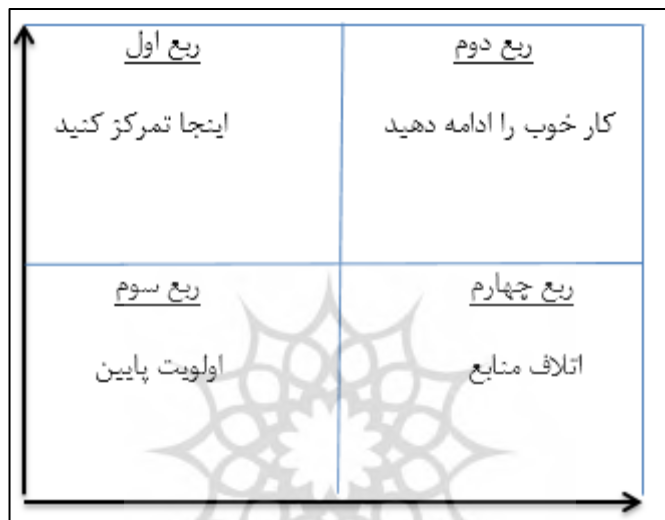 ربع اول
اینجا تمرکز کنید
ربع دوم
کار خوب را ادامه دهید
ربع سوم
اولویت پایین
ربع چهارم
اتلاف منابع